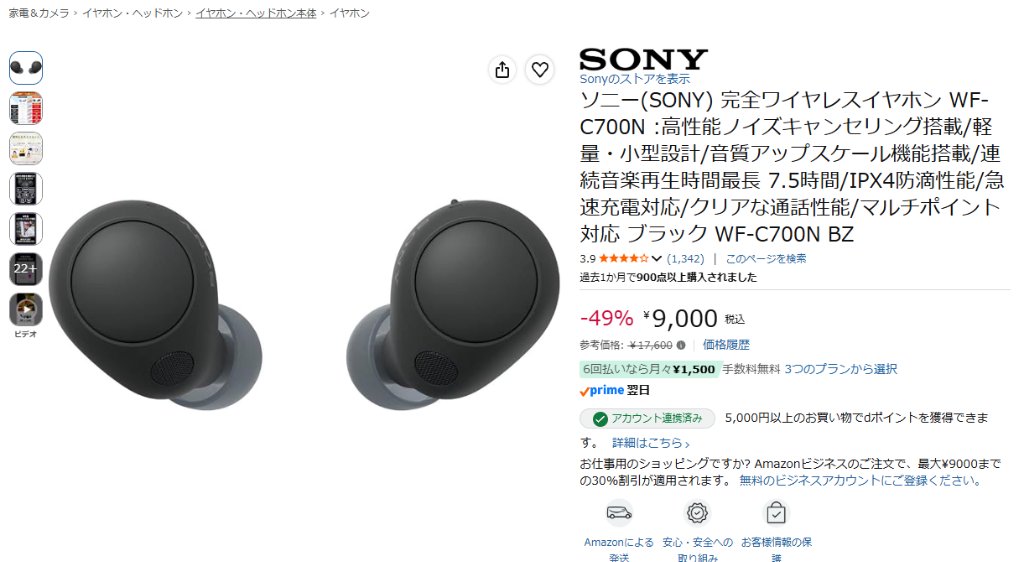 家電＆カメラ › イヤホン・ヘッドホン › イヤホン・ヘッドホン本体 › イヤホン
SONY
Sonyのストアを表示
ソニー(SONY) 完全ワイヤレスイヤホン WF-
C700N :高性能ノイズキャンセリング搭載/軽
量・小型設計/音質アップスケール機能搭載/連
続音楽再生時間最長 7.5時間/IPX4防滴性能/急
速充電対応/クリアな通話性能/マルチポイント
対応 ブラック WF-C700N BZ
3.9 (1,342) | このページを検索
過去1か月で900点以上購入されました
-49% ¥9,000 税込
参考価格: ¥17,600 価格履歴
6回払いなら月々¥1,500 手数料無料 3つのプランから選択
prime 翌日
アカウント連携済み 5,000円以上のお買い物でdポイントを獲得できま
す。 詳細はこちら ›
お仕事用のショッピングですか? Amazonビジネスのご注文で、最大¥9000まで
の30%割引が適用されます。 無料のビジネスアカウントにご登録ください。
Amazonによる
発送
安心・安全への
取り組み
お客様情報の保
護
22+
ビデオ
SONY